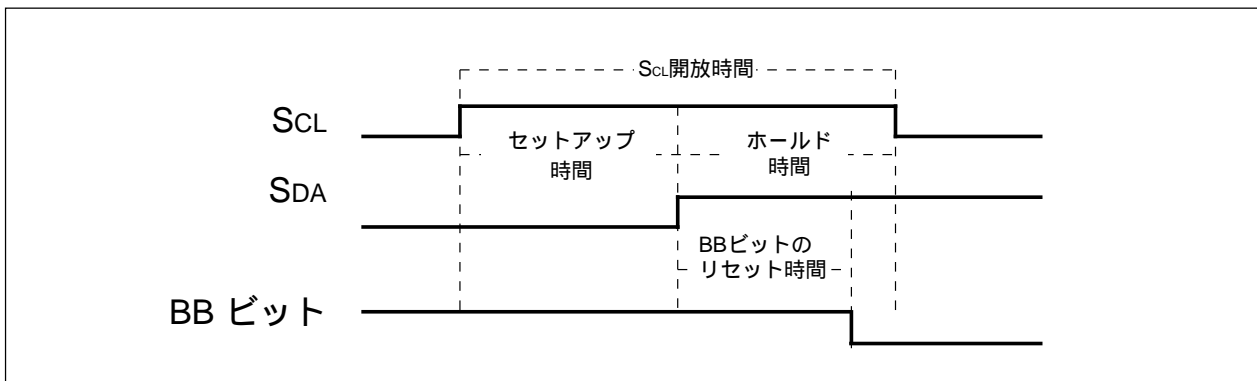 SCL開放時間
SCL
セットアップ
時間
ホールド
時間
SDA
BBビットの
リセット時間
BB ビット